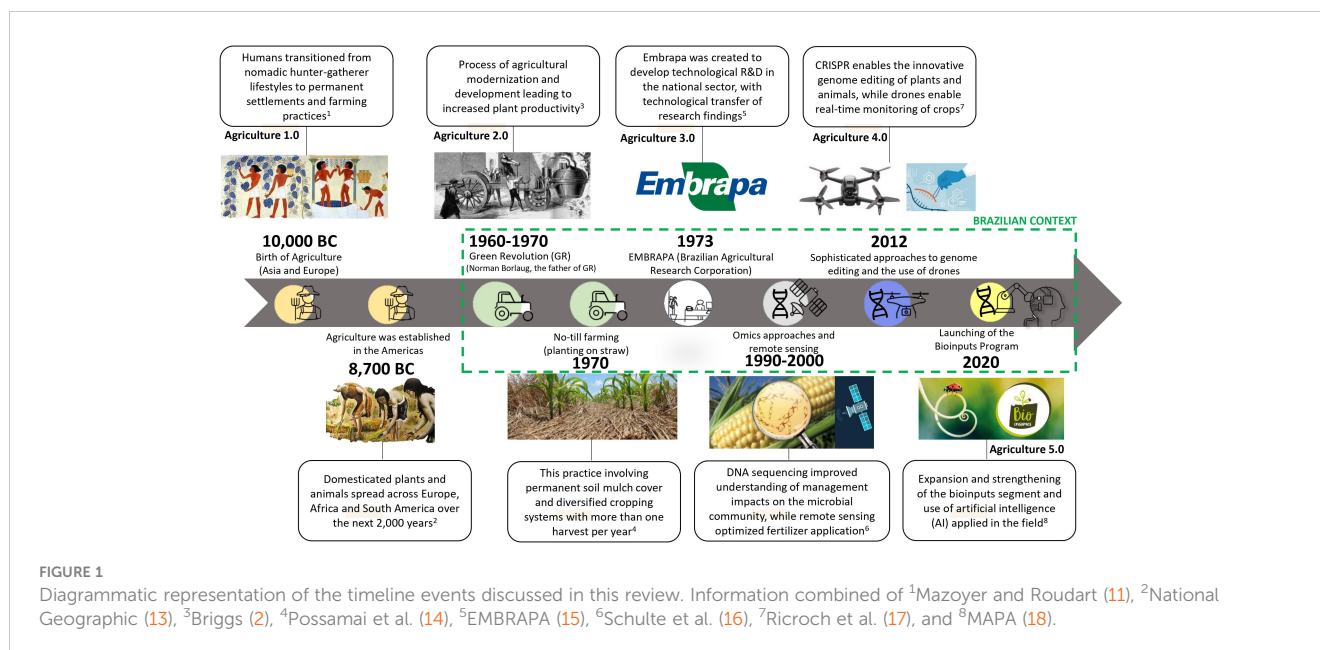 Humans transitioned from
nomadic hunter-gatherer
lifestyles to permanent
settlements and farming
practices¹
Agriculture 1.0
Process of agricultural
modernization and
development leading to
increased plant productivity³
Agriculture 2.0
Embrapa was created to
develop technological R&D in
the national sector, with
technological transfer of
research findings⁵
Agriculture 3.0
CRISPR enables the innovative
genome editing of plants and
animals, while drones enable
real-time monitoring of crops⁷
Agriculture 4.0
Embrapa
BRAZILIAN CONTEXT
10,000 BC
Birth of Agriculture
(Asia and Europe)
1960-1970
Green Revolution (GR)
(Norman Borlaug, the father of GR)
1973
EMBRAPA (Brazilian Agricultural
Research Corporation)
2012
Sophisticated approaches to genome
editing and the use of drones
Agriculture was established
in the Americas
8,700 BC
No-till farming
(planting on straw)
1970
Omics approaches and
remote sensing
1990-2000
Launching of the
Bioinputs Program
2020
Bio
Agriculture 5.0
Domesticated plants and
animals spread across Europe,
Africa and South America over
the next 2,000 years²
This practice involving
permanent soil mulch cover
and diversified cropping
systems with more than one
harvest per year⁴
DNA sequencing improved
understanding of management
impacts on the microbial
community, while remote sensing
optimized fertilizer application⁶
Expansion and strengthening
of the bioinputs segment and
use of artificial intelligence
(AI) applied in the field⁸
FIGURE 1
Diagrammatic representation of the timeline events discussed in this review. Information combined of ¹Mazoyer and Roudart (11), ²National
Geographic (13), ³Briggs (2), ⁴Possamai et al. (14), ⁵EMBRAPA (15), ⁶Schulte et al. (16), ⁷Ricroch et al. (17), and ⁸MAPA (18).